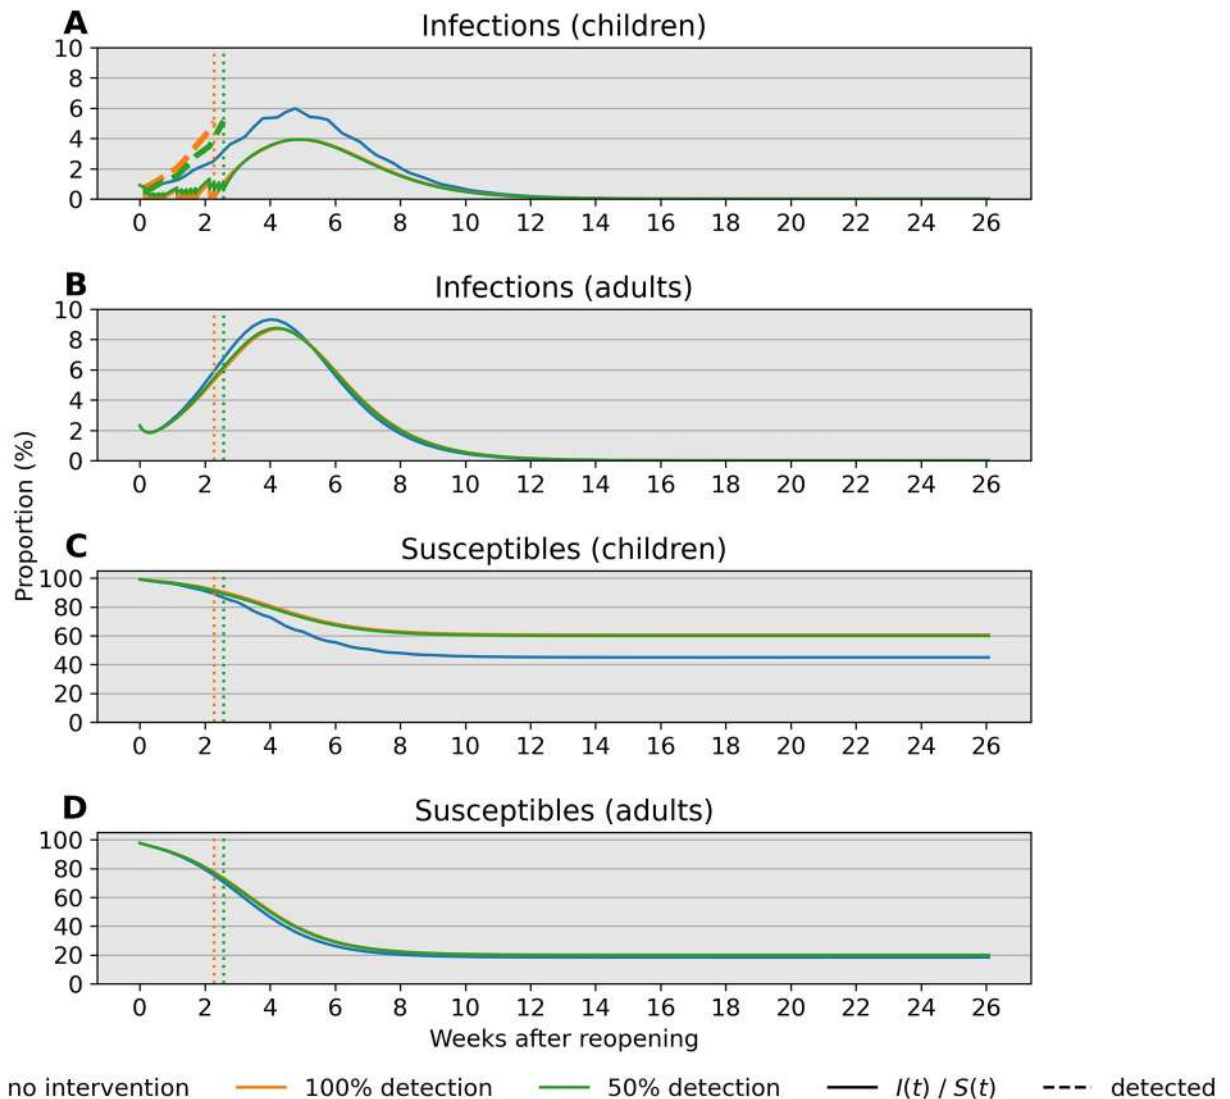 A
Infections (children)
10
8
6
4
2
0
0 2 4 6 8 10 12 14 16 18 20 22 24 26
B
Infections (adults)
10
8
6
4
2
0
0 2 4 6 8 10 12 14 16 18 20 22 24 26
Proportion (%)
C
Susceptibles (children)
100
80
60
40
20
0
0 2 4 6 8 10 12 14 16 18 20 22 24 26
D
Susceptibles (adults)
100
80
60
40
20
0
0 2 4 6 8 10 12 14 16 18 20 22 24 26
Weeks after reopening
no intervention 100% detection 50% detection I(t) / S(t) detected